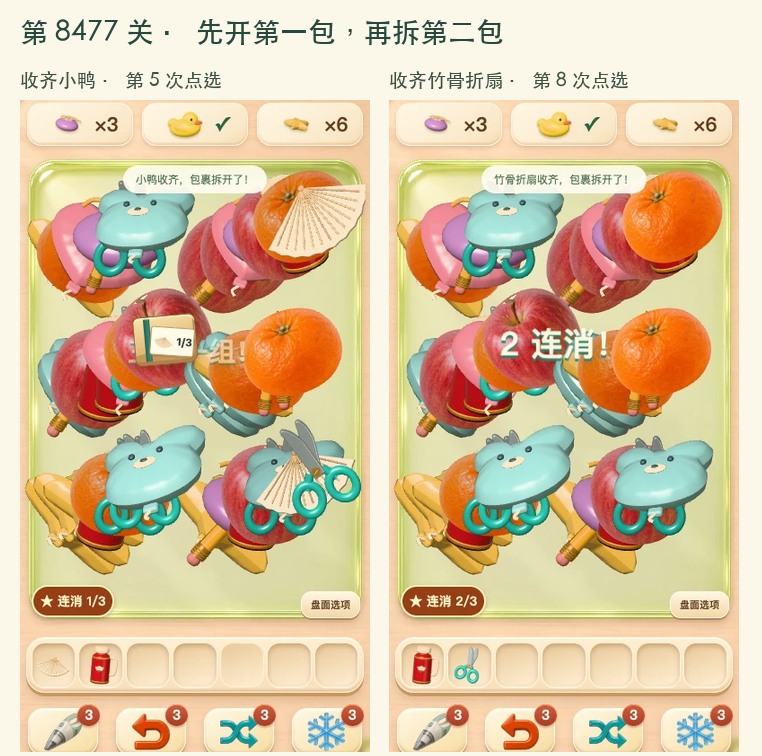 第 8477 关 · 先开第一包，再拆第二包
收齐小鸭 · 第 5 次点选
收齐竹骨折扇 · 第 8 次点选
×3
✓
×6
小鸭收齐，包裹拆开了！
1/3
组!
★ 连消 1/3
盘面选项
3
3
3
3
×3
✓
×6
竹骨折扇收齐，包裹拆开了！
2 连消!
★ 连消 2/3
盘面选项
3
3
3
3